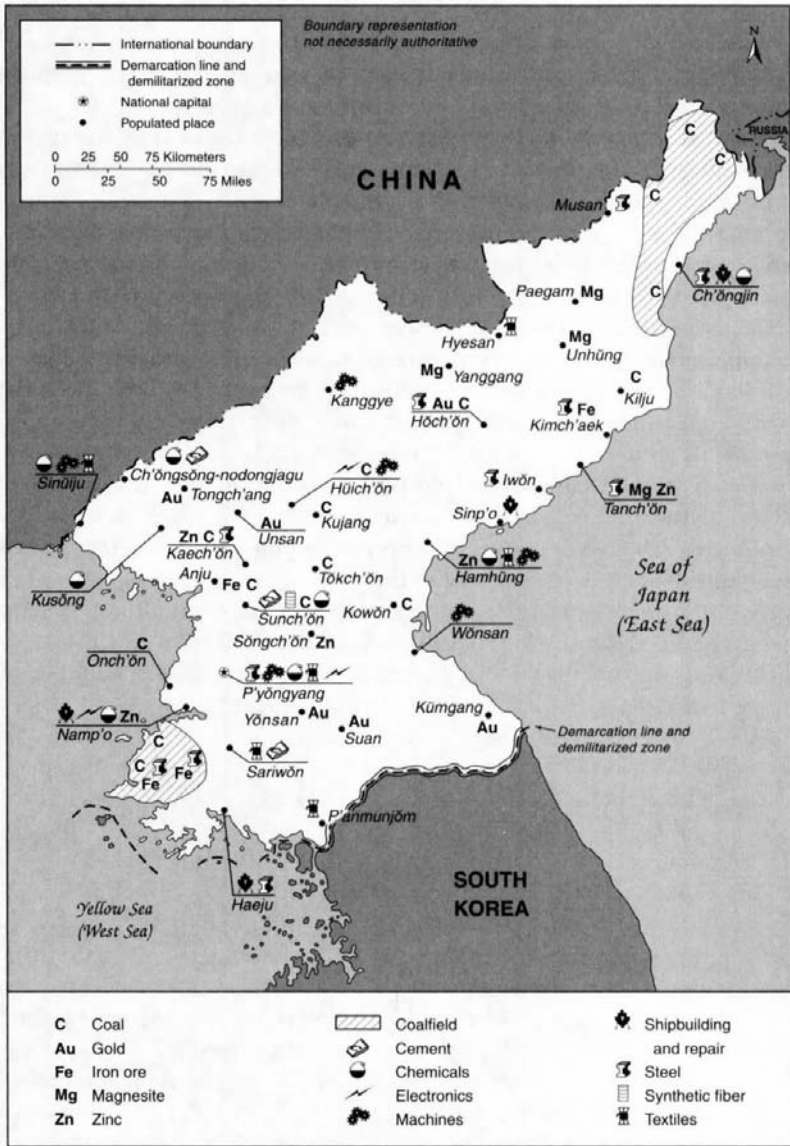 Boundary representation
not necessarily authoritative
International boundary
Demarcation line and
demilitarized zone
National capital
Populated place
0 25 50 75 Kilometers
0 25 50 75 Miles
N
CHINA
RUSSIA
C
C
C
C
Musan
Ch'ŏngjin
Paegam Mg
Hyesan
Mg
Unhŭng
Mg
Yanggang
C
Kilju
Kanggye
Au C
Hŏch'ŏn
Fe
Kimch'aek
Sinŭiju
Ch'ŏngsŏng-nodongjagu
Au
Tongch'ang
C
Hŭich'ŏn
Iwŏn
Mg Zn
Tanch'ŏn
Sinp'o
Au
Unsan
C
Kujang
Zn C
Kaech'ŏn
Zn
Hamhŭng
C
Tŏkch'ŏn
Anju
Fe C
Kusŏng
C
Sunch'ŏn
Kowŏn C
Wŏnsan
Sŏngch'ŏn Zn
Sea of
Japan
(East Sea)
C
Onch'ŏn
P'yŏngyang
Zn
Namp'o
Yŏnsan Au
Au
Suan
Kŭmgang
Au
Demarcation line and
demilitarized zone
C
C Fe
Fe
Sariwŏn
P'anmunjŏm
Haeju
SOUTH
KOREA
Yellow Sea
(West Sea)
C Coal
Au Gold
Fe Iron ore
Mg Magnesite
Zn Zinc
Coalfield
Cement
Chemicals
Electronics
Machines
Shipbuilding
and repair
Steel
Synthetic fiber
Textiles